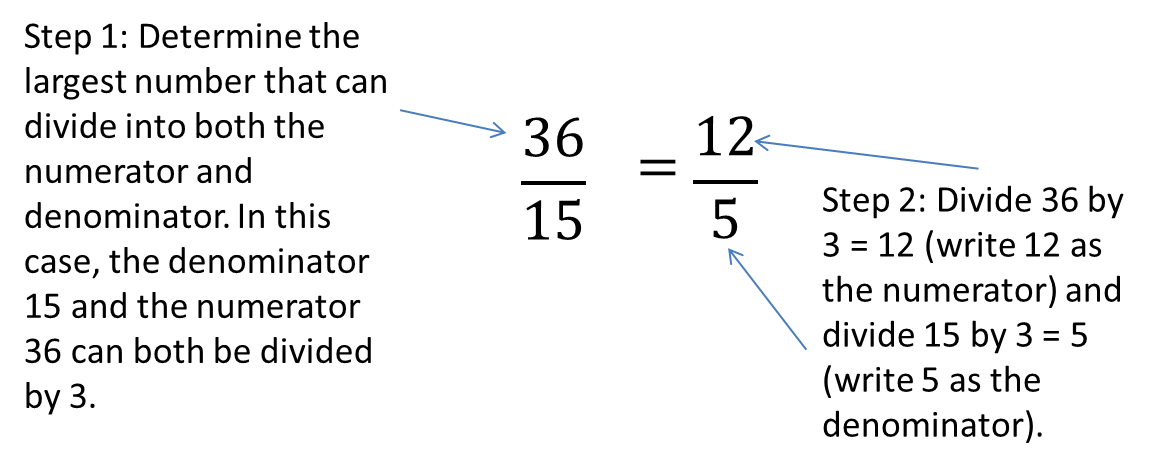 Step 1: Determine the
largest number that can
divide into both the
numerator and
denominator. In this
case, the denominator
15 and the numerator
36 can both be divided
by 3.
36
15
=
12
5
Step 2: Divide 36 by
3 = 12 (write 12 as
the numerator) and
divide 15 by 3 = 5
(write 5 as the
denominator).